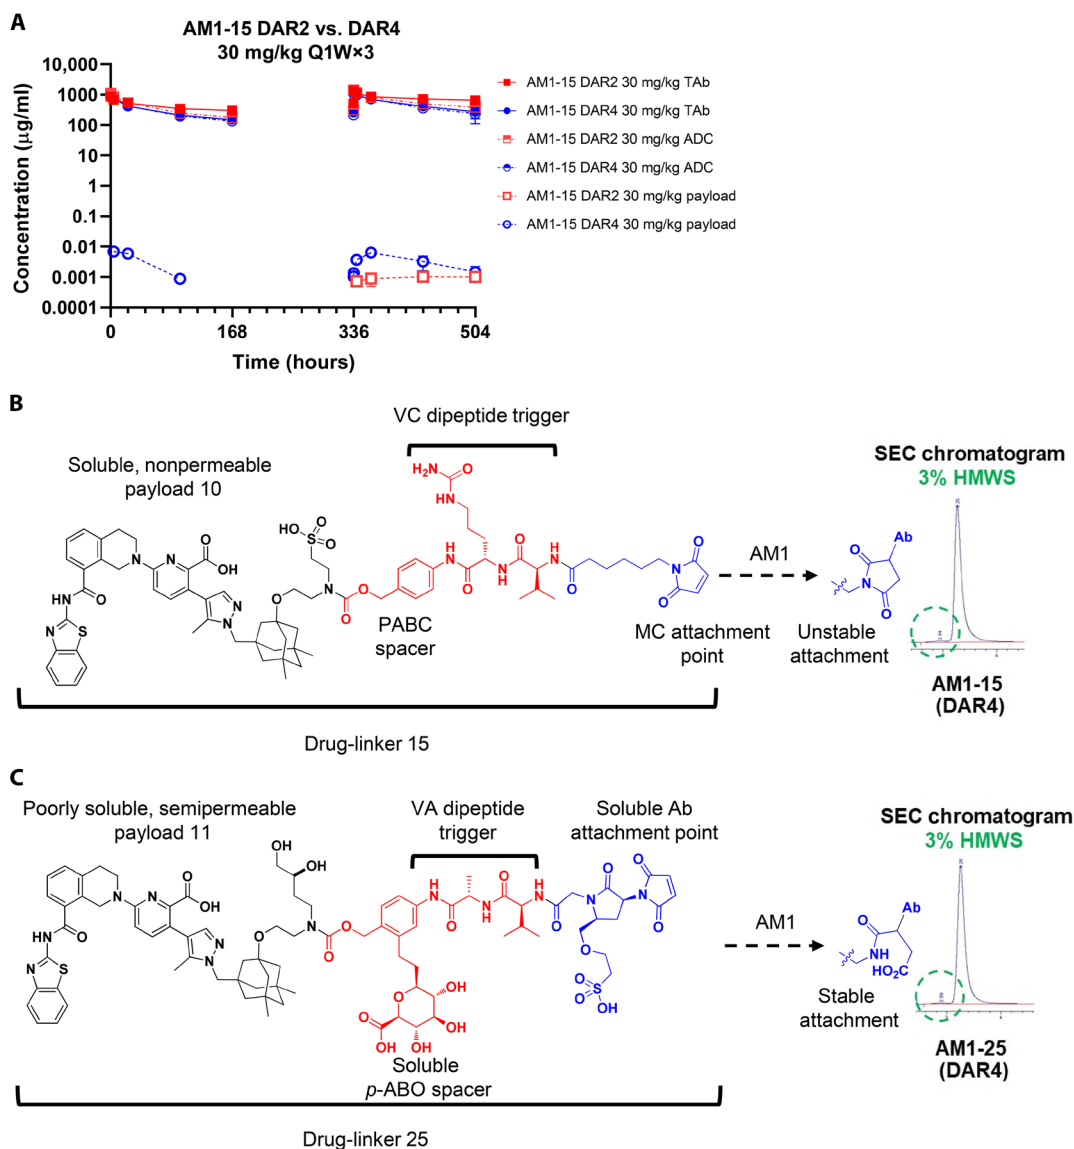 A
AM1-15 DAR2 vs. DAR4
30 mg/kg Q1W×3
Concentration (μg/ml)
10,000
1000
100
10
1
0.1
0.01
0.001
0.0001
0
168
336
504
Time (hours)
AM1-15 DAR2 30 mg/kg TAb
AM1-15 DAR4 30 mg/kg TAb
AM1-15 DAR2 30 mg/kg ADC
AM1-15 DAR4 30 mg/kg ADC
AM1-15 DAR2 30 mg/kg payload
AM1-15 DAR4 30 mg/kg payload
B
VC dipeptide trigger
Soluble, nonpermeable
payload 10
PABC
spacer
MC attachment
point
AM1
Unstable
attachment
Ab
SEC chromatogram
3% HMWS
AM1-15
(DAR4)
Drug-linker 15
C
Poorly soluble, semipermeable
payload 11
VA dipeptide
trigger
Soluble Ab
attachment point
Soluble
p-ABO spacer
AM1
Ab
Stable
attachment
SEC chromatogram
3% HMWS
AM1-25
(DAR4)
Drug-linker 25